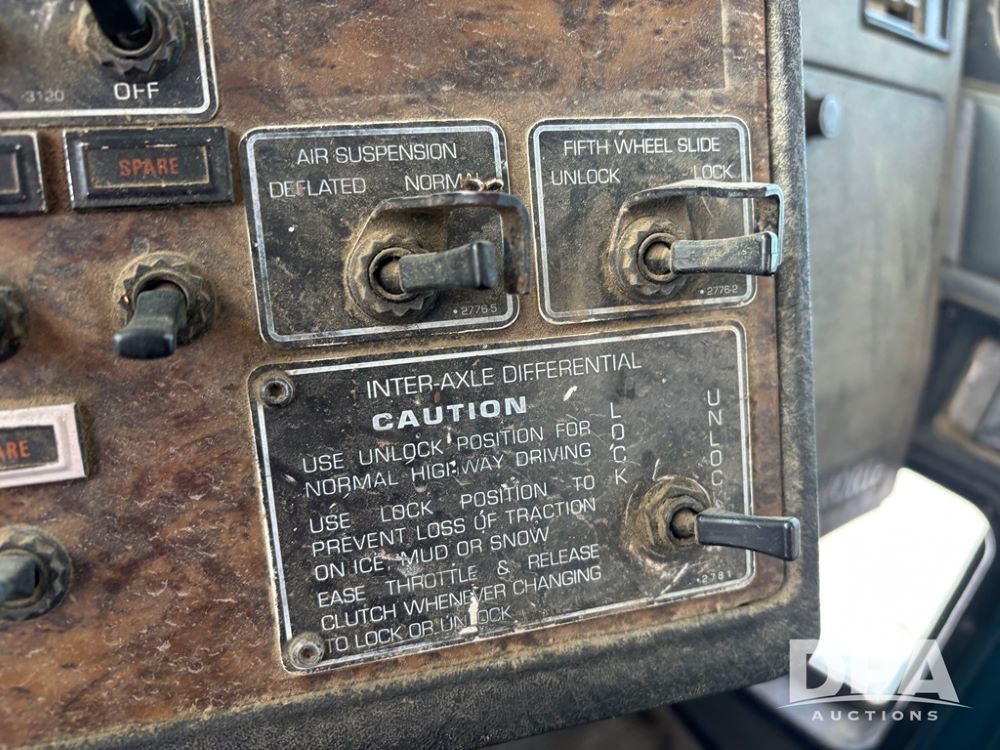 3120
OFF
SPARE
AIR SUSPENSION
DEFLATED NORMAL
•2776-5
FIFTH WHEEL SLIDE
UNLOCK LOCK
•2776-2
INTER-AXLE DIFFERENTIAL
CAUTION
USE UNLOCK POSITION FOR
NORMAL HIGHWAY DRIVING
USE LOCK POSITION TO
PREVENT LOSS OF TRACTION
ON ICE, MUD OR SNOW
EASE THROTTLE & RELEASE
CLUTCH WHENEVER CHANGING
TO LOCK OR UNLOCK
LOCK
UNLOC
•2781
ARE
DHA
AUCTIONS